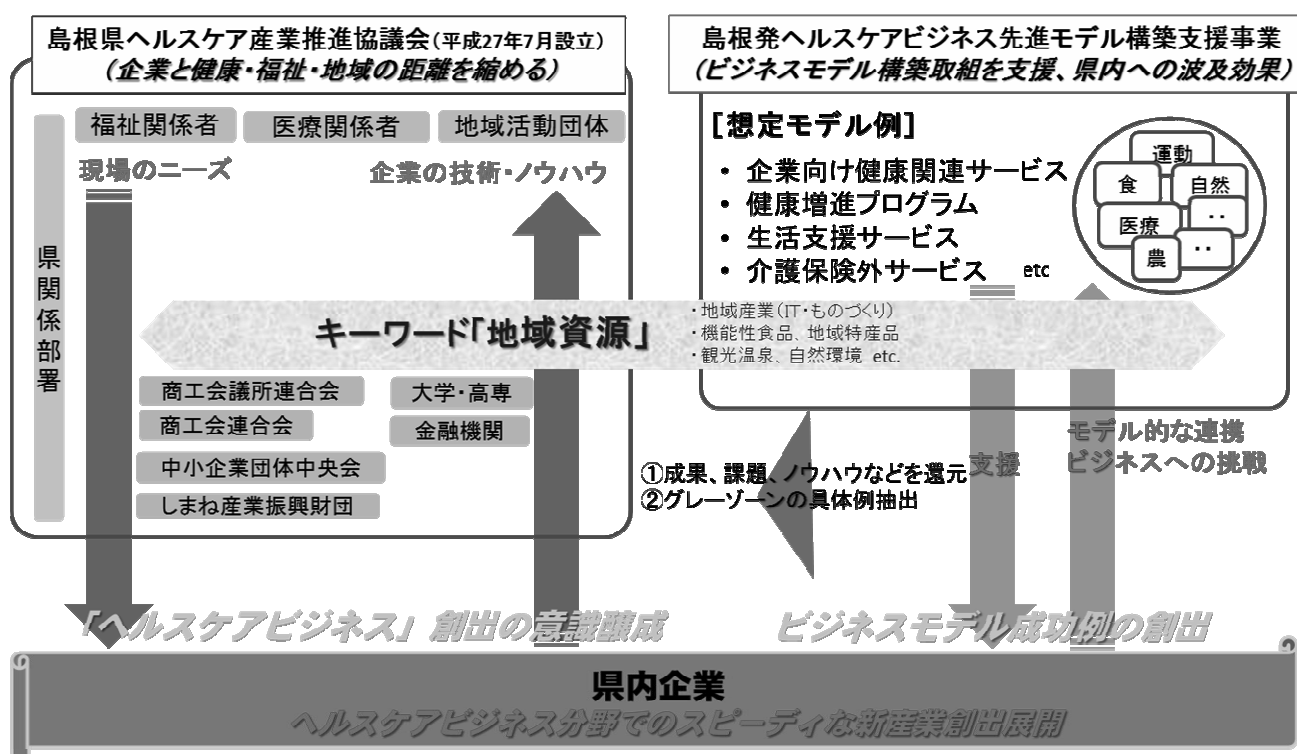 島根県ヘルスケア産業推進協議会(平成27年7月設立)
(企業と健康・福祉・地域の距離を縮める)
福祉関係者
医療関係者
地域活動団体
現場のニーズ
企業の技術・ノウハウ
県関係部署
島根発ヘルスケアビジネス先進モデル構築支援事業
(ビジネスモデル構築取組を支援、県内への波及効果)
[想定モデル例]
・ 企業向け健康関連サービス
・ 健康増進プログラム
・ 生活支援サービス
・ 介護保険外サービス etc
運動
食
自然
医療
‥
農
‥
キーワード「地域資源」
・地域産業(IT・ものづくり)
・機能性食品、地域特産品
・観光温泉、自然環境 etc.
商工会議所連合会
大学・高専
商工会連合会
金融機関
中小企業団体中央会
しまね産業振興財団
①成果、課題、ノウハウなどを還元
②グレーゾーンの具体例抽出
支援
モデル的な連携
ビジネスへの挑戦
「ヘルスケアビジネス」創出の意識醸成
ビジネスモデル成功例の創出
県内企業
ヘルスケアビジネス分野でのスピーディな新産業創出展開